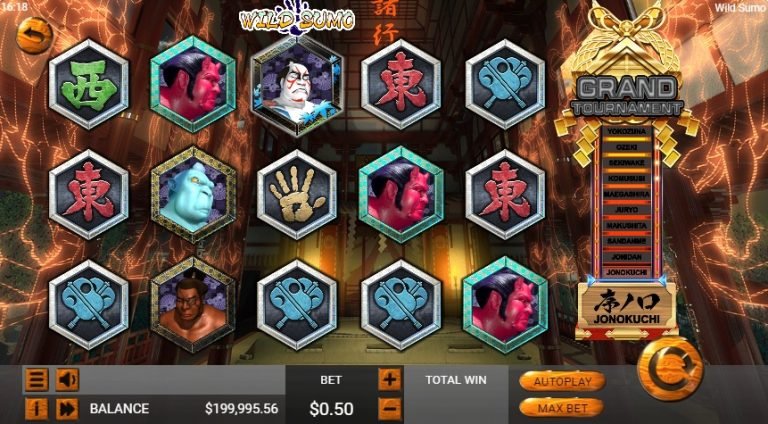 16:18
Wild Sumo
WILD SUMO
諸
行
西
東
東
東
GRAND
TOURNAMENT
YOKOZUNA
OZEKI
SEKIWAKE
KOMUSUBI
MAEGASHIRA
JURYO
MAKUSHITA
SANDANME
JONIDAN
JONOKUCHI
序ノ口
JONOKUCHI
BET
TOTAL WIN
AUTOPLAY
BALANCE
$199,995.56
$0.50
MAX BET